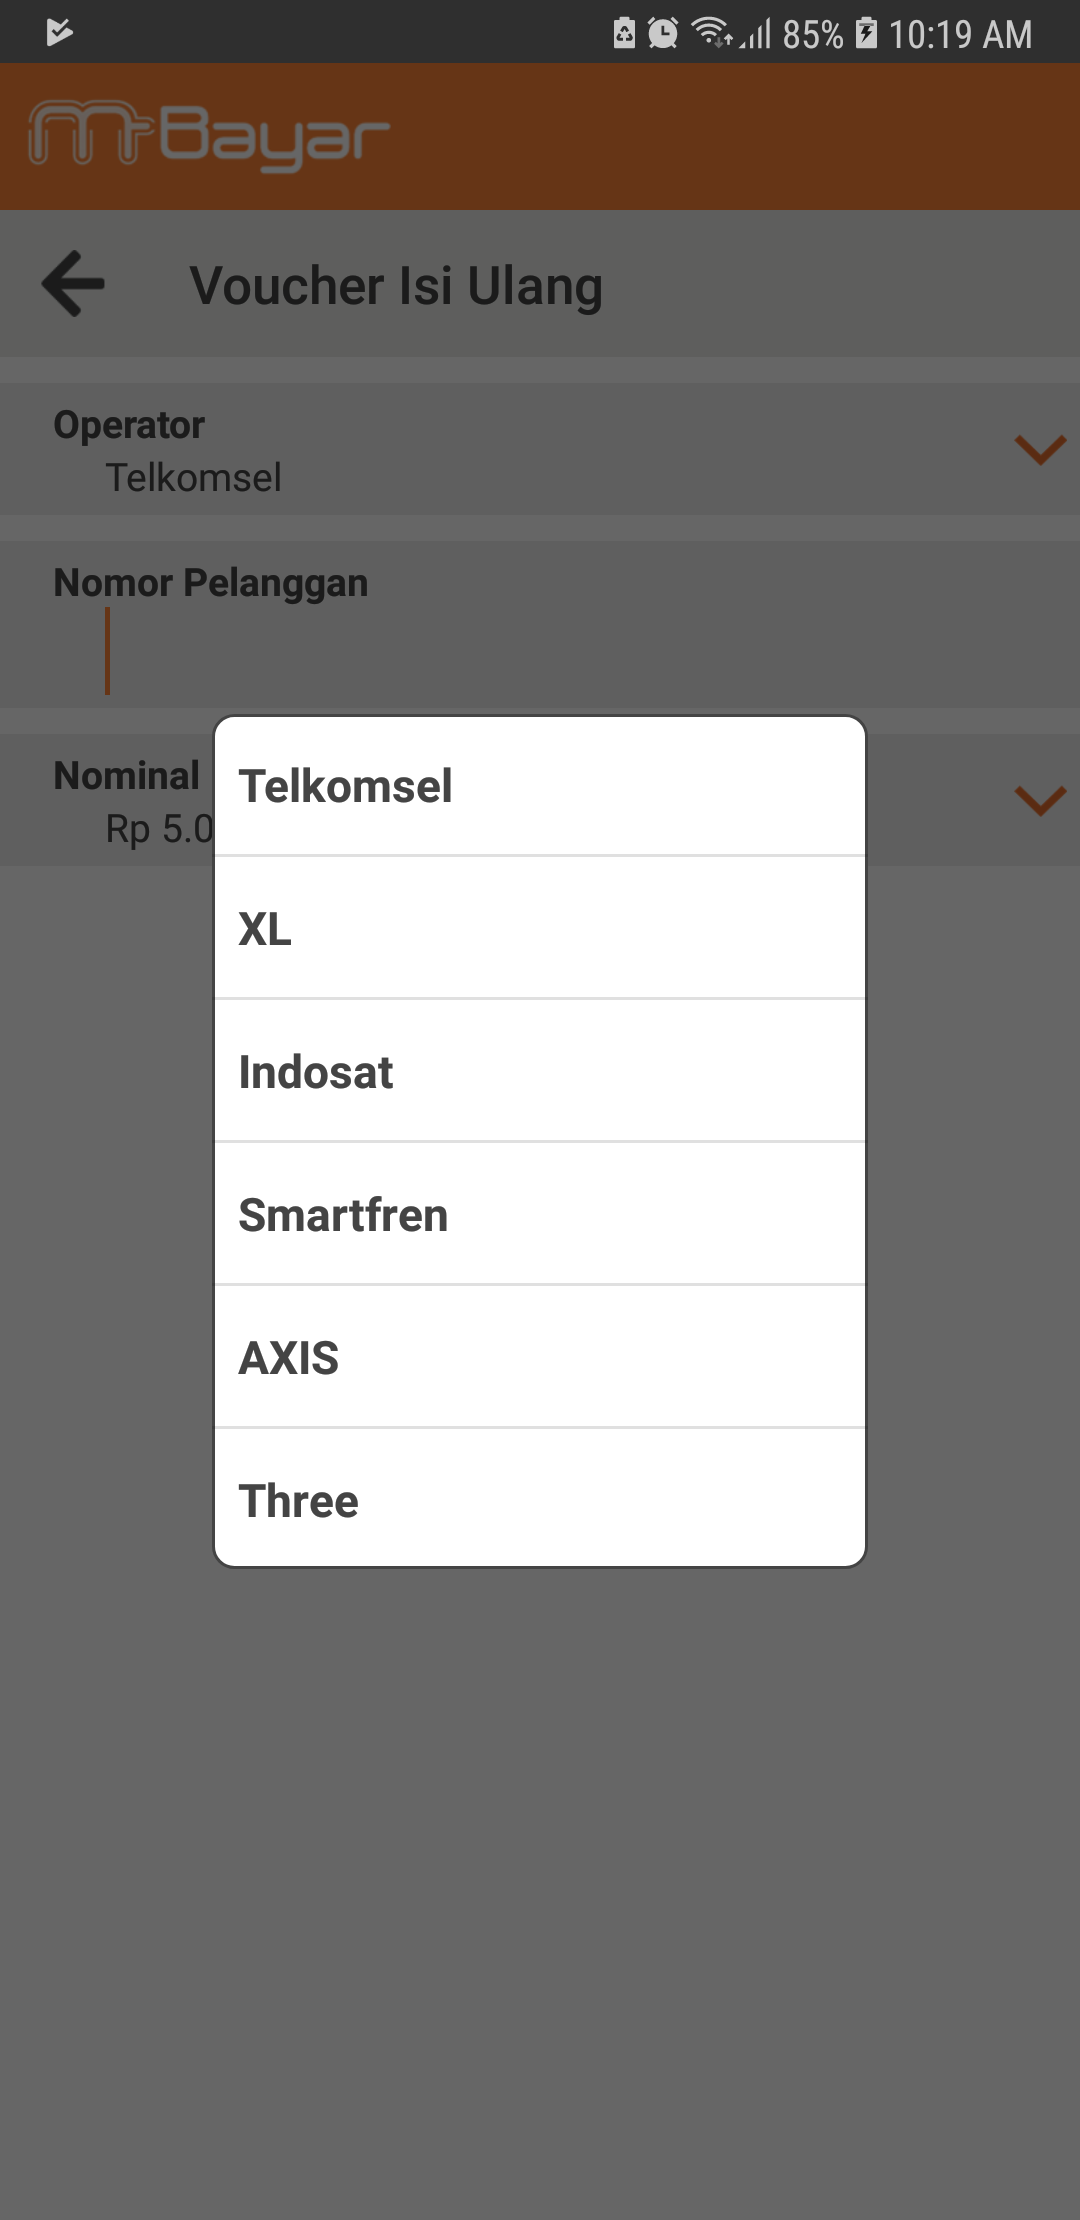 85% 10:19 AM
m-Bayar
Voucher Isi Ulang
Operator
Telkomsel
Nomor Pelanggan
Nominal
Rp 5.0
Telkomsel
XL
Indosat
Smartfren
AXIS
Three